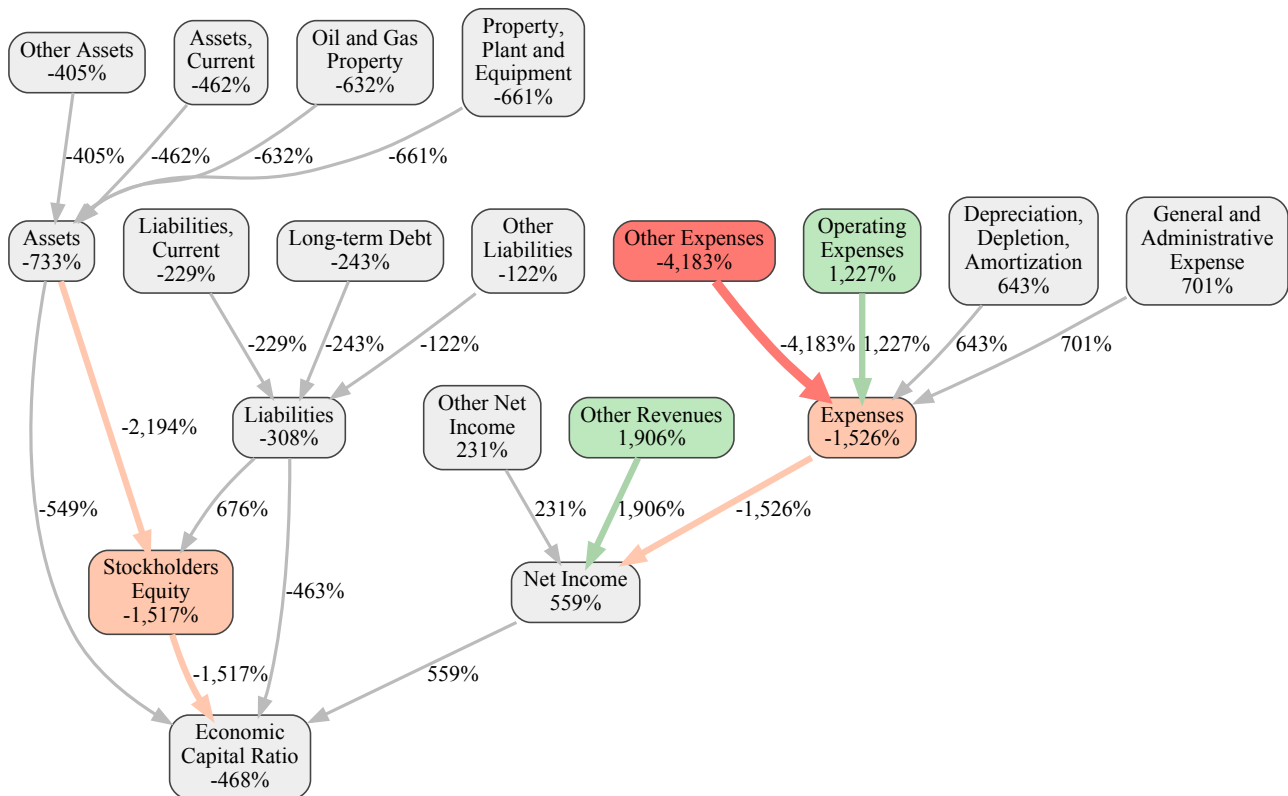 Other Assets
-405%
Assets,
Current
-462%
Oil and Gas
Property
-632%
Property,
Plant and
Equipment
-661%
-405%
-462%
-632%
-661%
Assets
-733%
Liabilities,
Current
-229%
Long-term Debt
-243%
Other
Liabilities
-122%
Other Expenses
-4,183%
Operating
Expenses
1,227%
Depreciation,
Depletion,
Amortization
643%
General and
Administrative
Expense
701%
-229%
-243%
-122%
-4,183%
1,227%
643%
701%
-2,194%
Liabilities
-308%
Other Net
Income
231%
Other Revenues
1,906%
Expenses
-1,526%
-549%
676%
-463%
231%
1,906%
-1,526%
Stockholders
Equity
-1,517%
Net Income
559%
-1,517%
559%
Economic
Capital Ratio
-468%